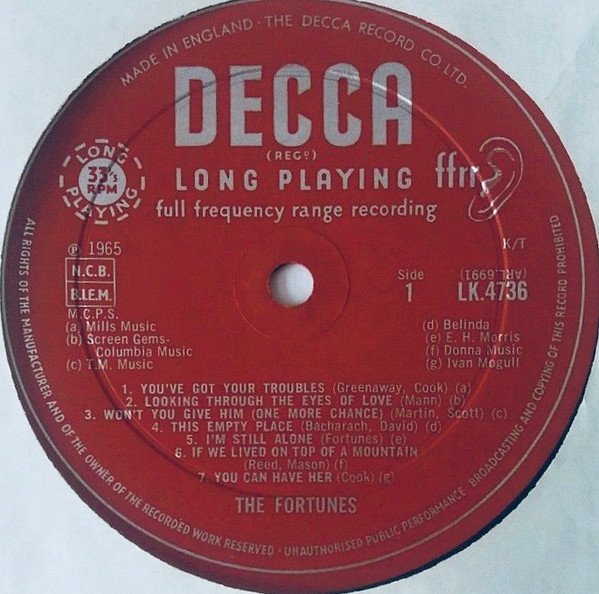 MADE IN ENGLAND · THE DECCA RECORD CO. LTD.
DECCA
(REGD)
LONG PLAYING
33⅓
RPM
LONG PLAYING ffrr
full frequency range recording
℗ 1965
K/T
N.C.B.
B.I.E.M.
Side
1
(ARL.6991)
LK.4736
M.C.P.S.
(a) Mills Music
(b) Screen Gems-
Columbia Music
(c) T.M. Music
(d) Belinda
(e) E. H. Morris
(f) Donna Music
(g) Ivan Mogull
1. YOU'VE GOT YOUR TROUBLES (Greenaway, Cook) (a)
2. LOOKING THROUGH THE EYES OF LOVE (Mann) (b)
3. WON'T YOU GIVE HIM (ONE MORE CHANCE) (Martin, Scott) (c)
4. THIS EMPTY PLACE (Bacharach, David) (d)
5. I'M STILL ALONE (Fortunes) (e)
6. IF WE LIVED ON TOP OF A MOUNTAIN
(Reed, Mason) (f)
7. YOU CAN HAVE HER (Cook) (g)
THE FORTUNES
ALL RIGHTS OF THE MANUFACTURER AND OF THE OWNER OF THE RECORDED WORK RESERVED · UNAUTHORISED PUBLIC PERFORMANCE BROADCASTING AND COPYING OF THIS RECORD PROHIBITED